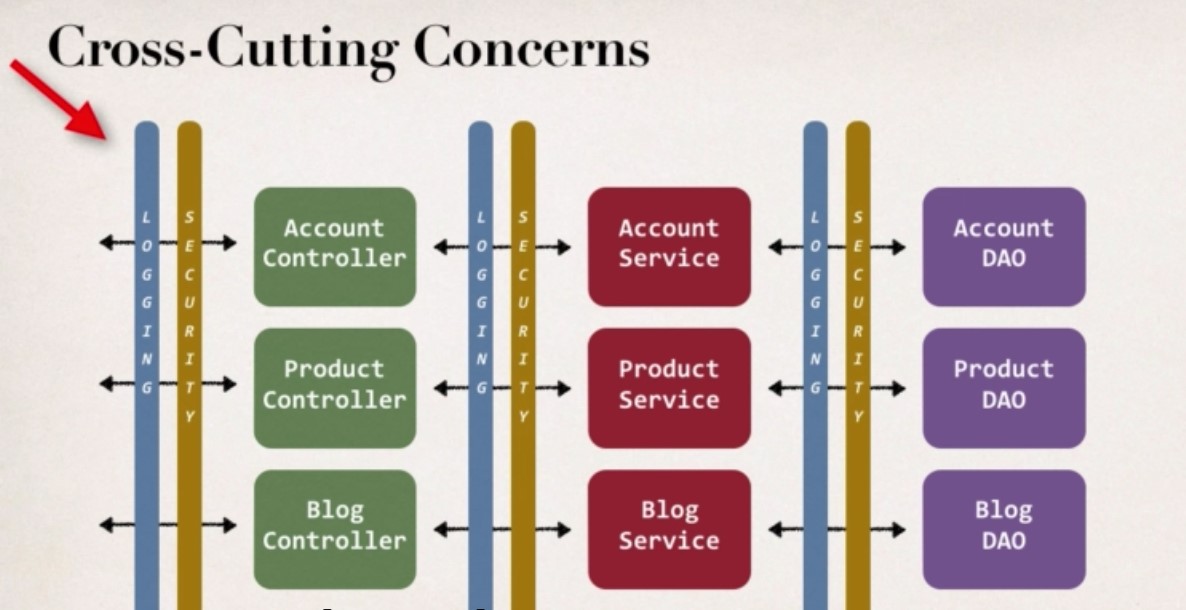 Cross-Cutting Concerns
LOGGING
SECURITY
Account
Controller
LOGGING
SECURITY
Account
Service
LOGGING
SECURITY
Account
DAO
Product
Controller
Product
Service
Product
DAO
Blog
Controller
Blog
Service
Blog
DAO